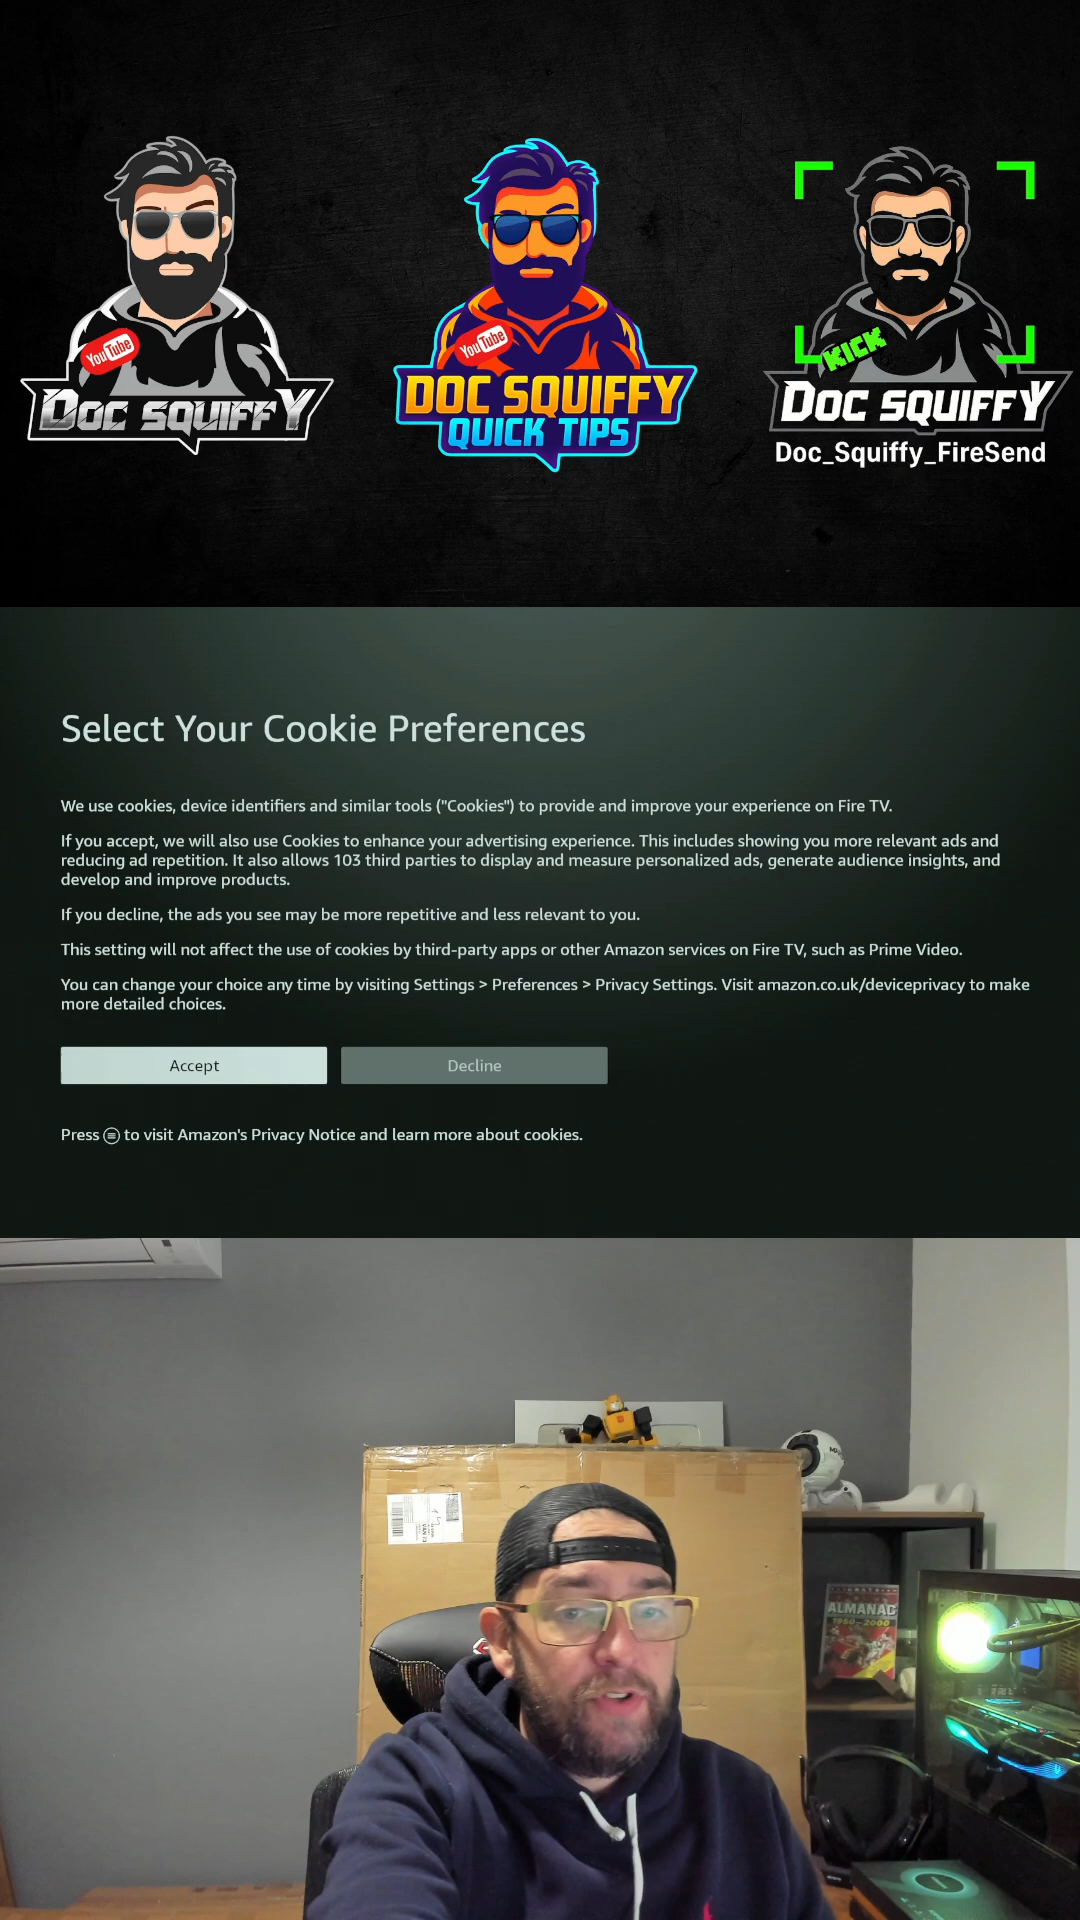 YouTube
DOC SQUIFFY
YouTube
DOC SQUIFFY
QUICK TIPS
KICK
DOC SQUIFFY
Doc_Squiffy_FireSend
Select Your Cookie Preferences
We use cookies, device identifiers and similar tools ("Cookies") to provide and improve your experience on Fire TV.
If you accept, we will also use Cookies to enhance your advertising experience. This includes showing you more relevant ads and
reducing ad repetition. It also allows 103 third parties to display and measure personalized ads, generate audience insights, and
develop and improve products.
If you decline, the ads you see may be more repetitive and less relevant to you.
This setting will not affect the use of cookies by third-party apps or other Amazon services on Fire TV, such as Prime Video.
You can change your choice any time by visiting Settings > Preferences > Privacy Settings. Visit amazon.co.uk/deviceprivacy to make
more detailed choices.
Accept
Decline
Press to visit Amazon's Privacy Notice and learn more about cookies.
ALMANAC
1950-2000